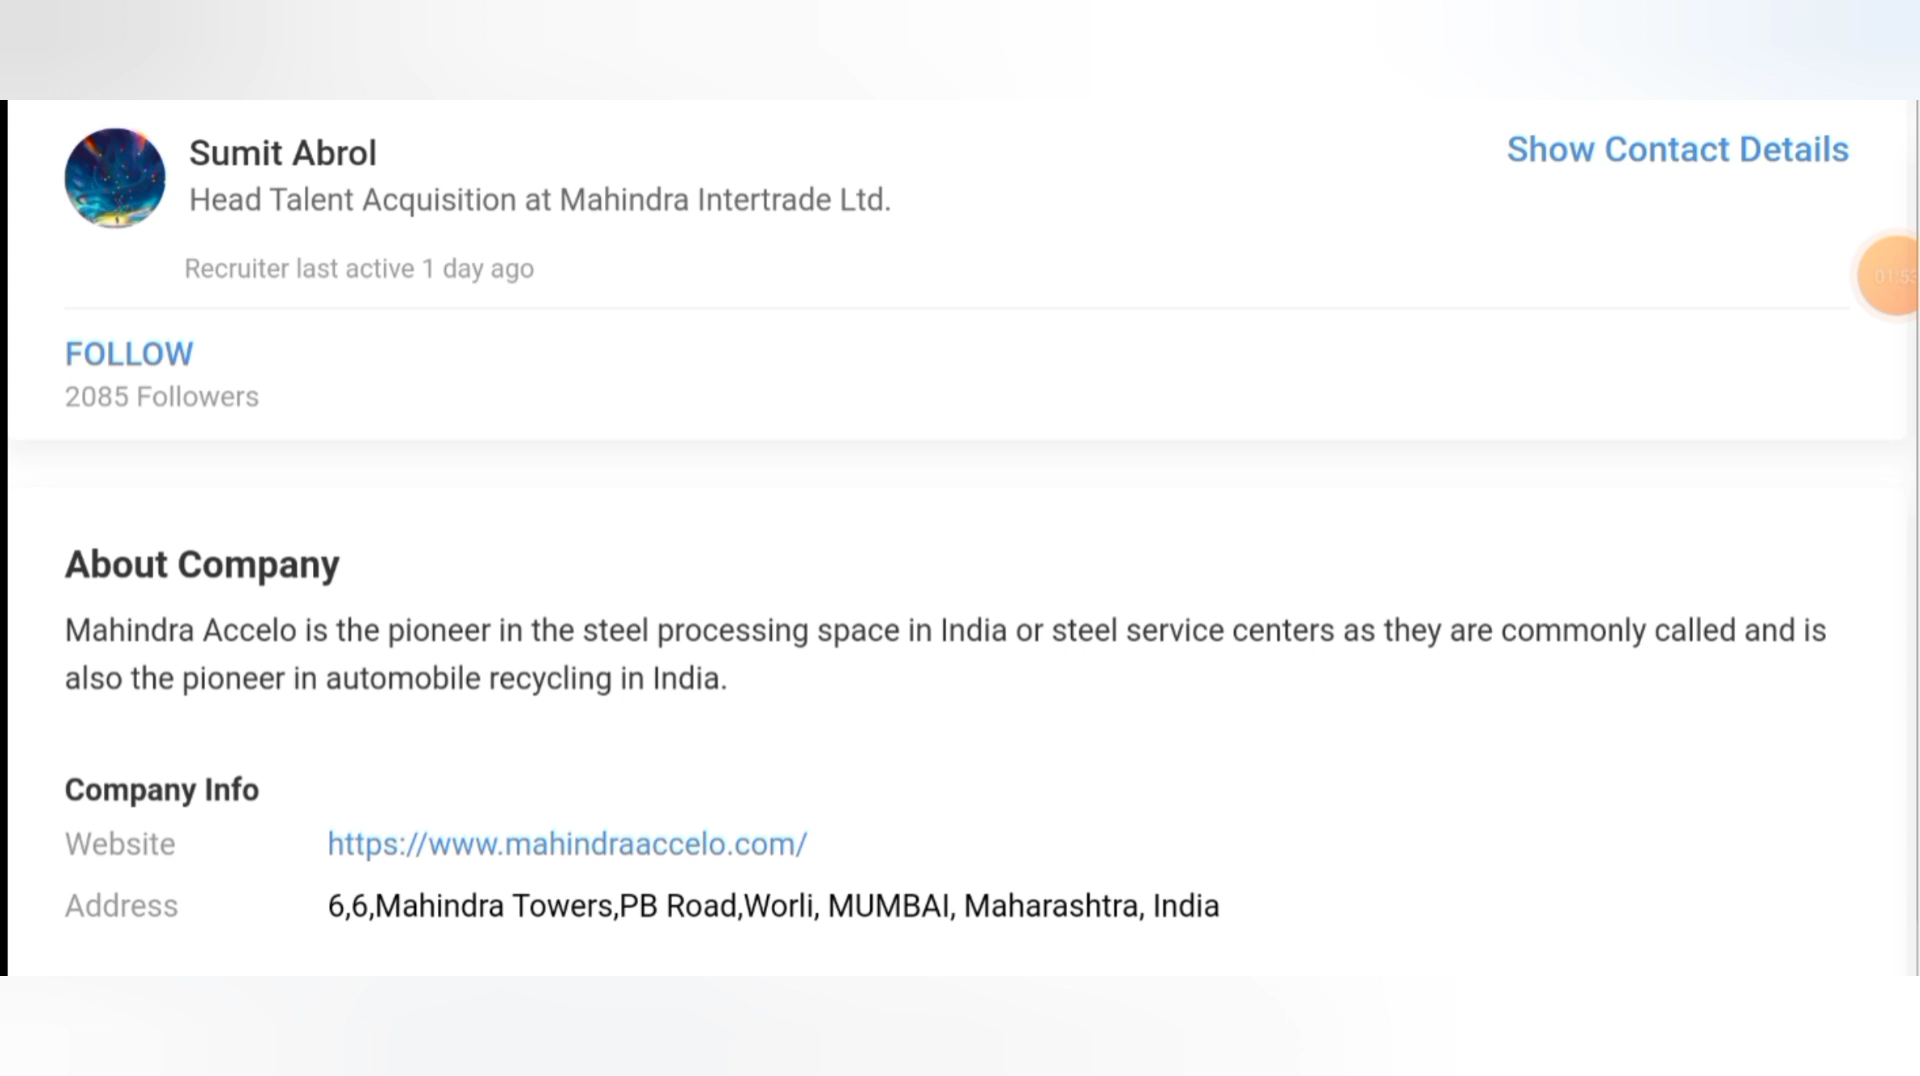 Sumit Abrol
Show Contact Details
Head Talent Acquisition at Mahindra Intertrade Ltd.
Recruiter last active 1 day ago
FOLLOW
2085 Followers
About Company
Mahindra Accelo is the pioneer in the steel processing space in India or steel service centers as they are commonly called and is
also the pioneer in automobile recycling in India.
Company Info
Website https://www.mahindraaccelo.com/
Address 6,6,Mahindra Towers,PB Road,Worli, MUMBAI, Maharashtra, India